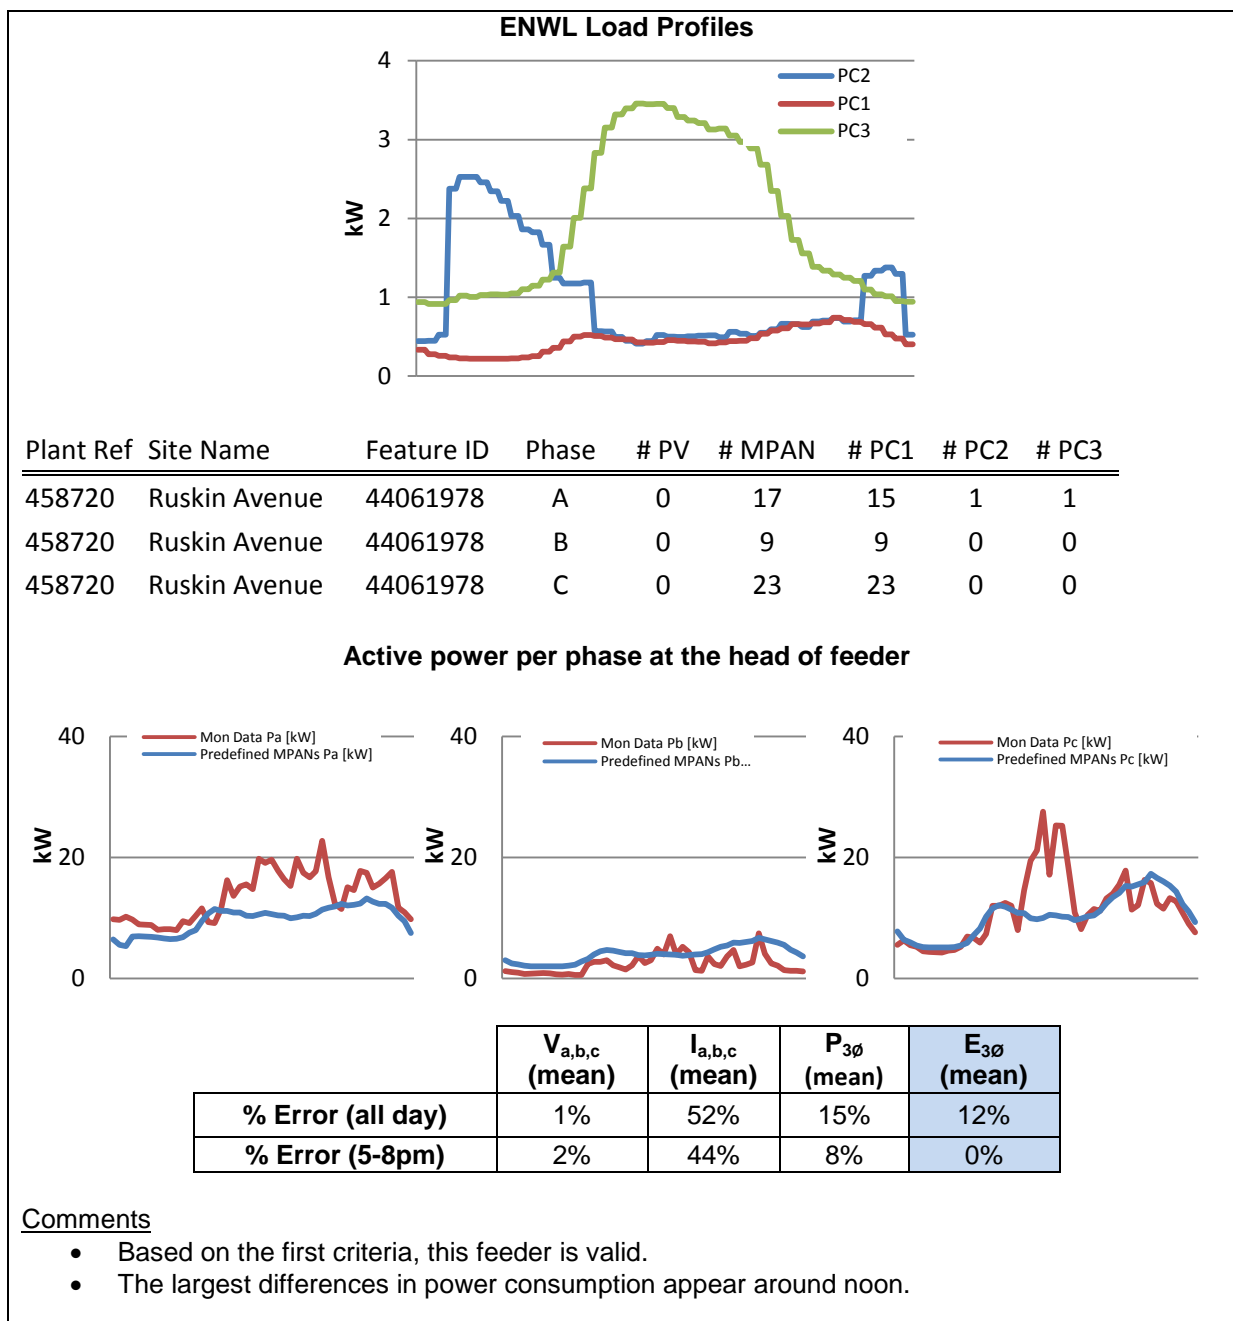 ENWL Load Profiles
4
3
2
1
0
kW
PC2
PC1
PC3
Plant Ref Site Name Feature ID Phase # PV # MPAN # PC1 # PC2 # PC3
458720 Ruskin Avenue 44061978 A 0 17 15 1 1
458720 Ruskin Avenue 44061978 B 0 9 9 0 0
458720 Ruskin Avenue 44061978 C 0 23 23 0 0
Active power per phase at the head of feeder
40
20
0
kW
Mon Data Pa [kW]
Predefined MPANs Pa [kW]
40
20
0
kW
Mon Data Pb [kW]
Predefined MPANs Pb...
40
20
0
kW
Mon Data Pc [kW]
Predefined MPANs Pc [kW]
Va,b,c (mean) Ia,b,c (mean) P3Ø (mean) E3Ø (mean)
% Error (all day) 1% 52% 15% 12%
% Error (5-8pm) 2% 44% 8% 0%
Comments
• Based on the first criteria, this feeder is valid.
• The largest differences in power consumption appear around noon.